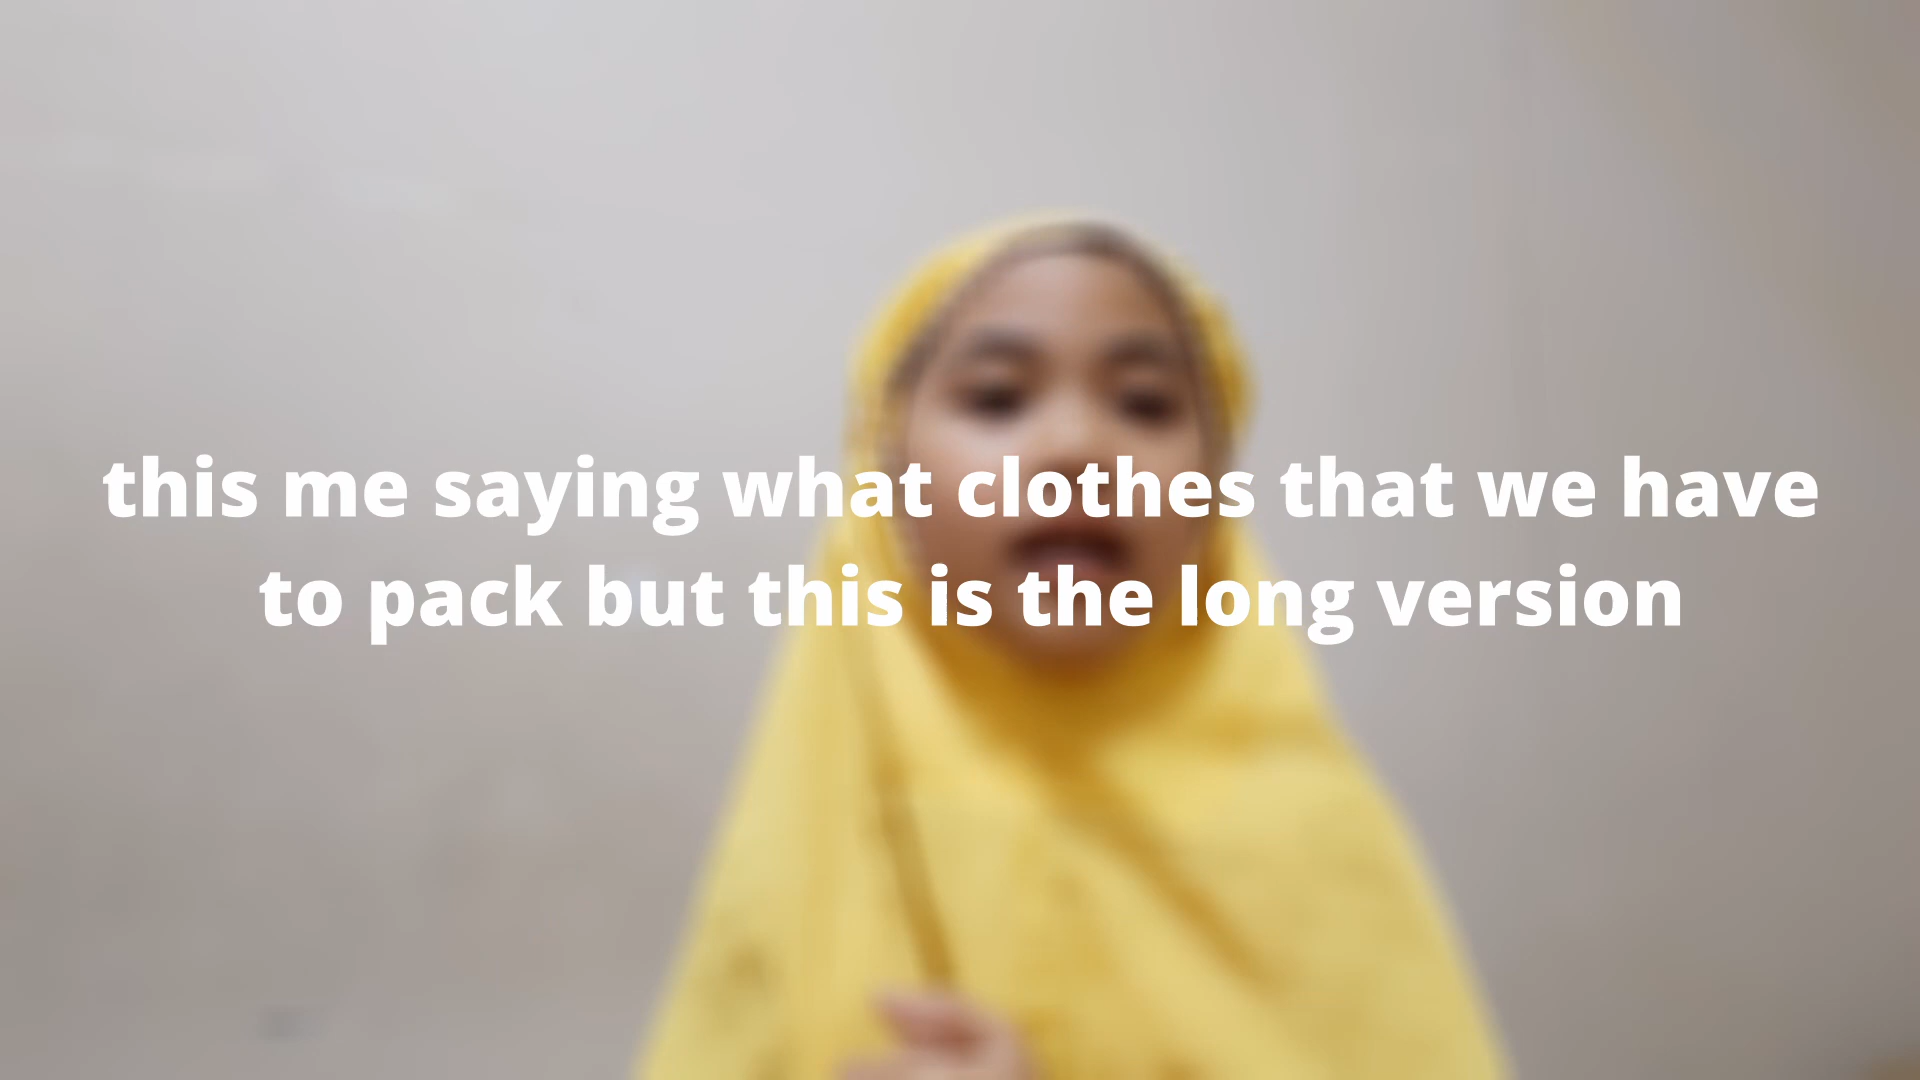 this me saying what clothes that we have
to pack but this is the long version